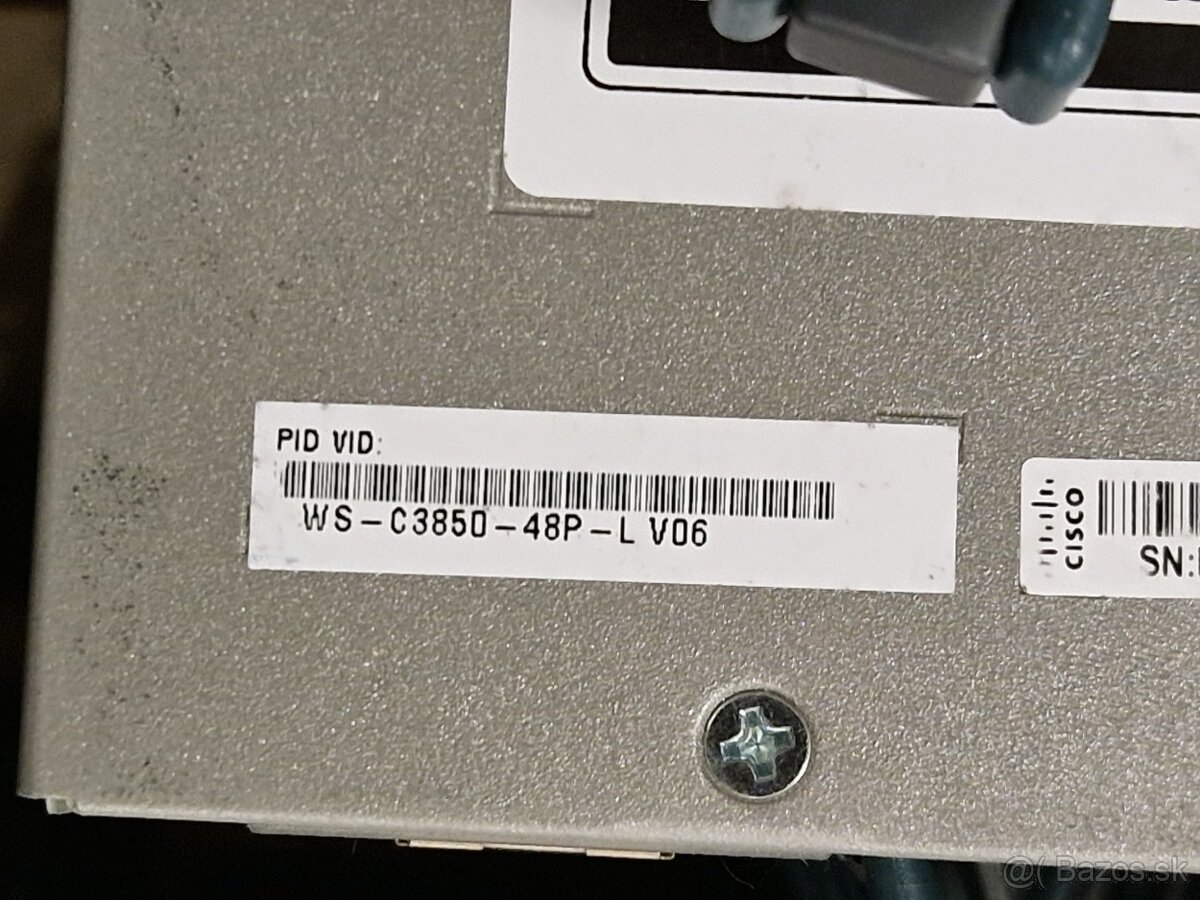 PID VID:
WS-C3850-48P-L V06
CISCO
SN:
@( Bazos.sk